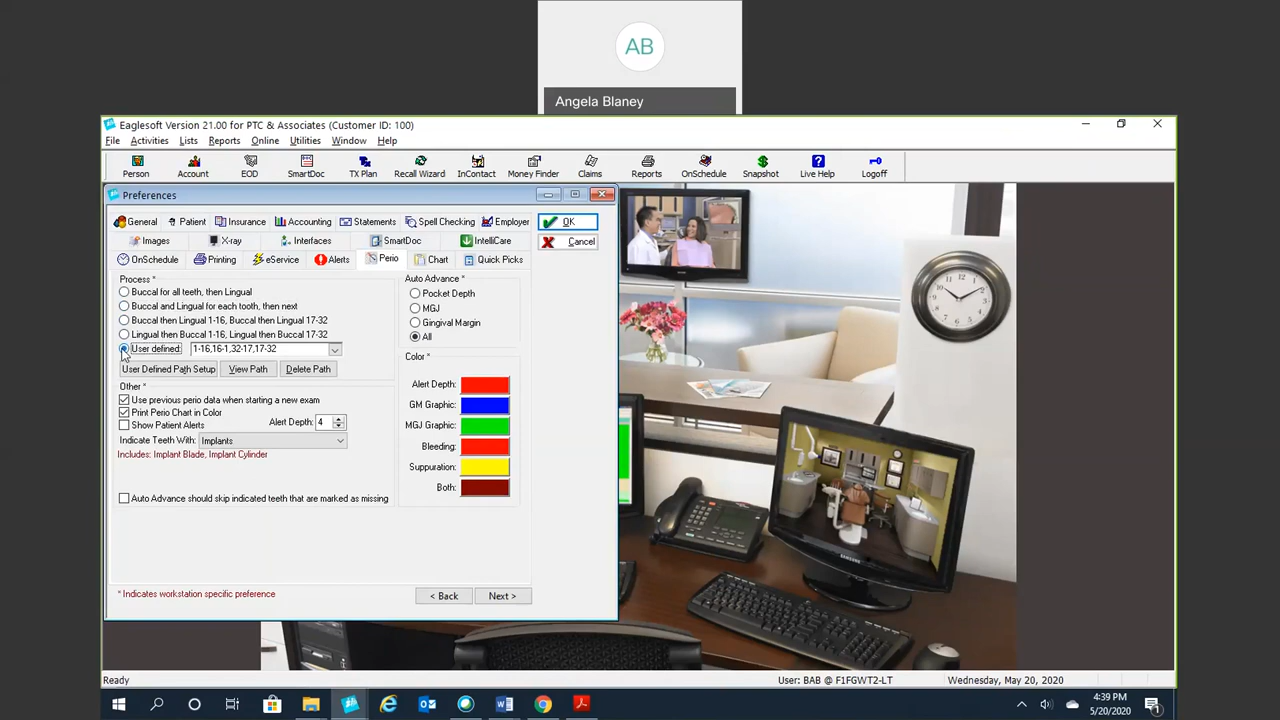 AB
Angela Blaney
Eaglesoft Version 21.00 for PTC & Associates (Customer ID: 100)
File Activities Lists Reports Online Utilities Window Help
Person Account EOD SmartDoc TX Plan Recall Wizard InContact Money Finder Claims Reports OnSchedule Snapshot Live Help Logoff
Preferences
General Patient Insurance Accounting Statements Spell Checking Employer
OK
Images X-ray Interfaces SmartDoc IntelliCare
Cancel
OnSchedule Printing eService Alerts Perio Chart Quick Picks
Process *
Buccal for all teeth, then Lingual
Buccal and Lingual for each tooth, then next
Buccal then Lingual 1-16, Buccal then Lingual 17-32
Lingual then Buccal 1-16, Lingual then Buccal 17-32
User defined: 1-16,16-1,32-17,17-32
User Defined Path Setup View Path Delete Path
Other *
Use previous perio data when starting a new exam
Print Perio Chart in Color
Show Patient Alerts Alert Depth: 4
Indicate Teeth With: Implants
Includes: Implant Blade, Implant Cylinder
Auto Advance should skip indicated teeth that are marked as missing
Auto Advance *
Pocket Depth
MGJ
Gingival Margin
All
Color *
Alert Depth:
GM Graphic:
MGJ Graphic:
Bleeding:
Suppuration:
Both:
* Indicates workstation specific preference
< Back Next >
SAMSUNG
Ready User: BAB @ F1FGWT2-LT Wednesday, May 20, 2020
4:39 PM
5/20/2020
1